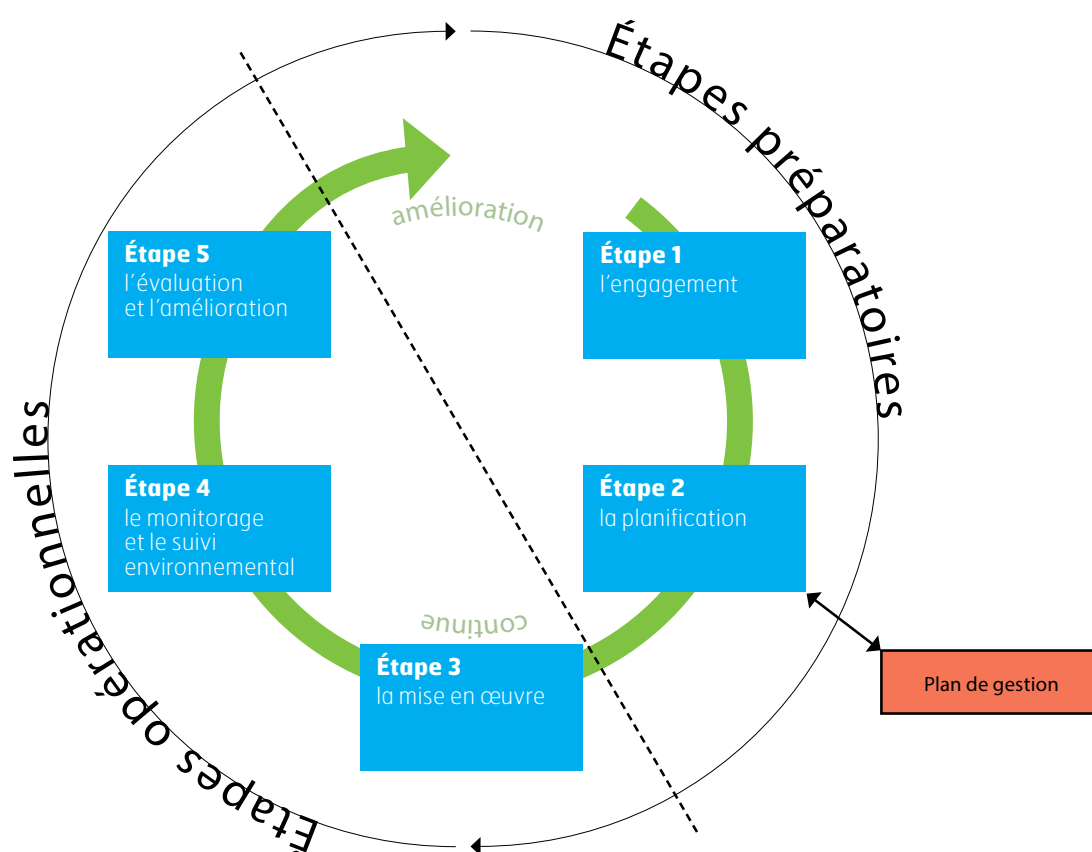 Étapes préparatoires
amélioration
Étape 1
l'engagement
Étape 2
la planification
Plan de gestion
Étape 3
la mise en œuvre
continue
Étape 4
le monitorage
et le suivi
environnemental
Étape 5
l'évaluation
et l'amélioration
Étapes opérationnelles